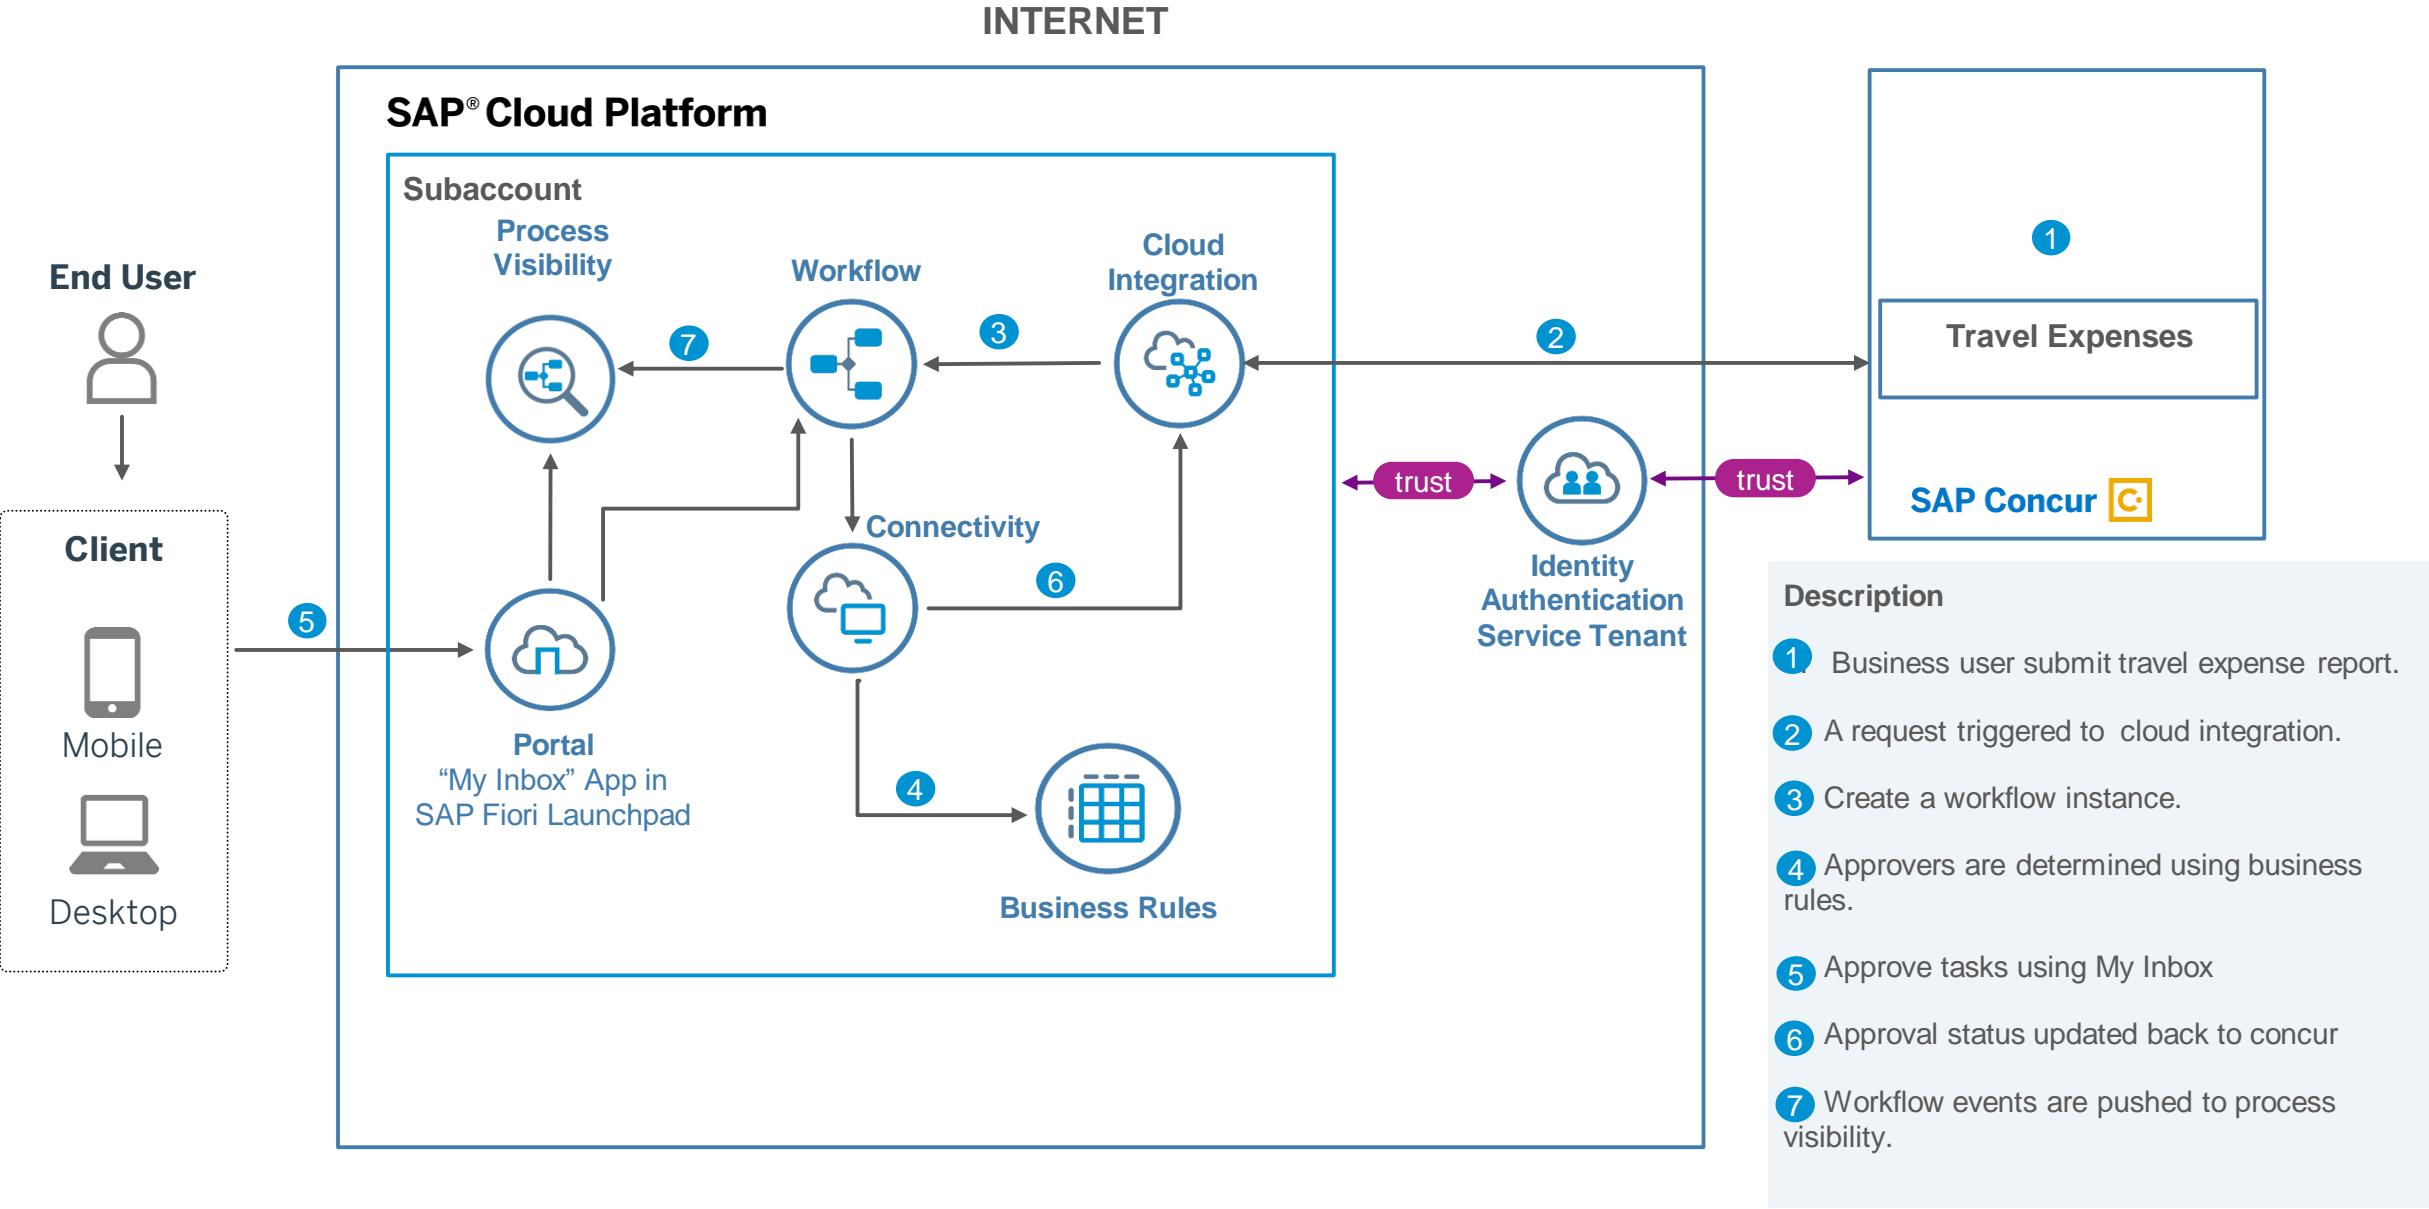 INTERNET
SAP® Cloud Platform
Subaccount
Process
Visibility
Workflow
Cloud
Integration
End User
1
7
3
2
Travel Expenses
trust
trust
SAP Concur C.
Client
Connectivity
6
5
Identity
Authentication
Service Tenant
Mobile
Portal
“My Inbox” App in
SAP Fiori Launchpad
4
Desktop
Business Rules
Description
1. Business user submit travel expense report.
2 A request triggered to cloud integration.
3 Create a workflow instance.
4 Approvers are determined using business
rules.
5 Approve tasks using My Inbox
6 Approval status updated back to concur
7 Workflow events are pushed to process
visibility.